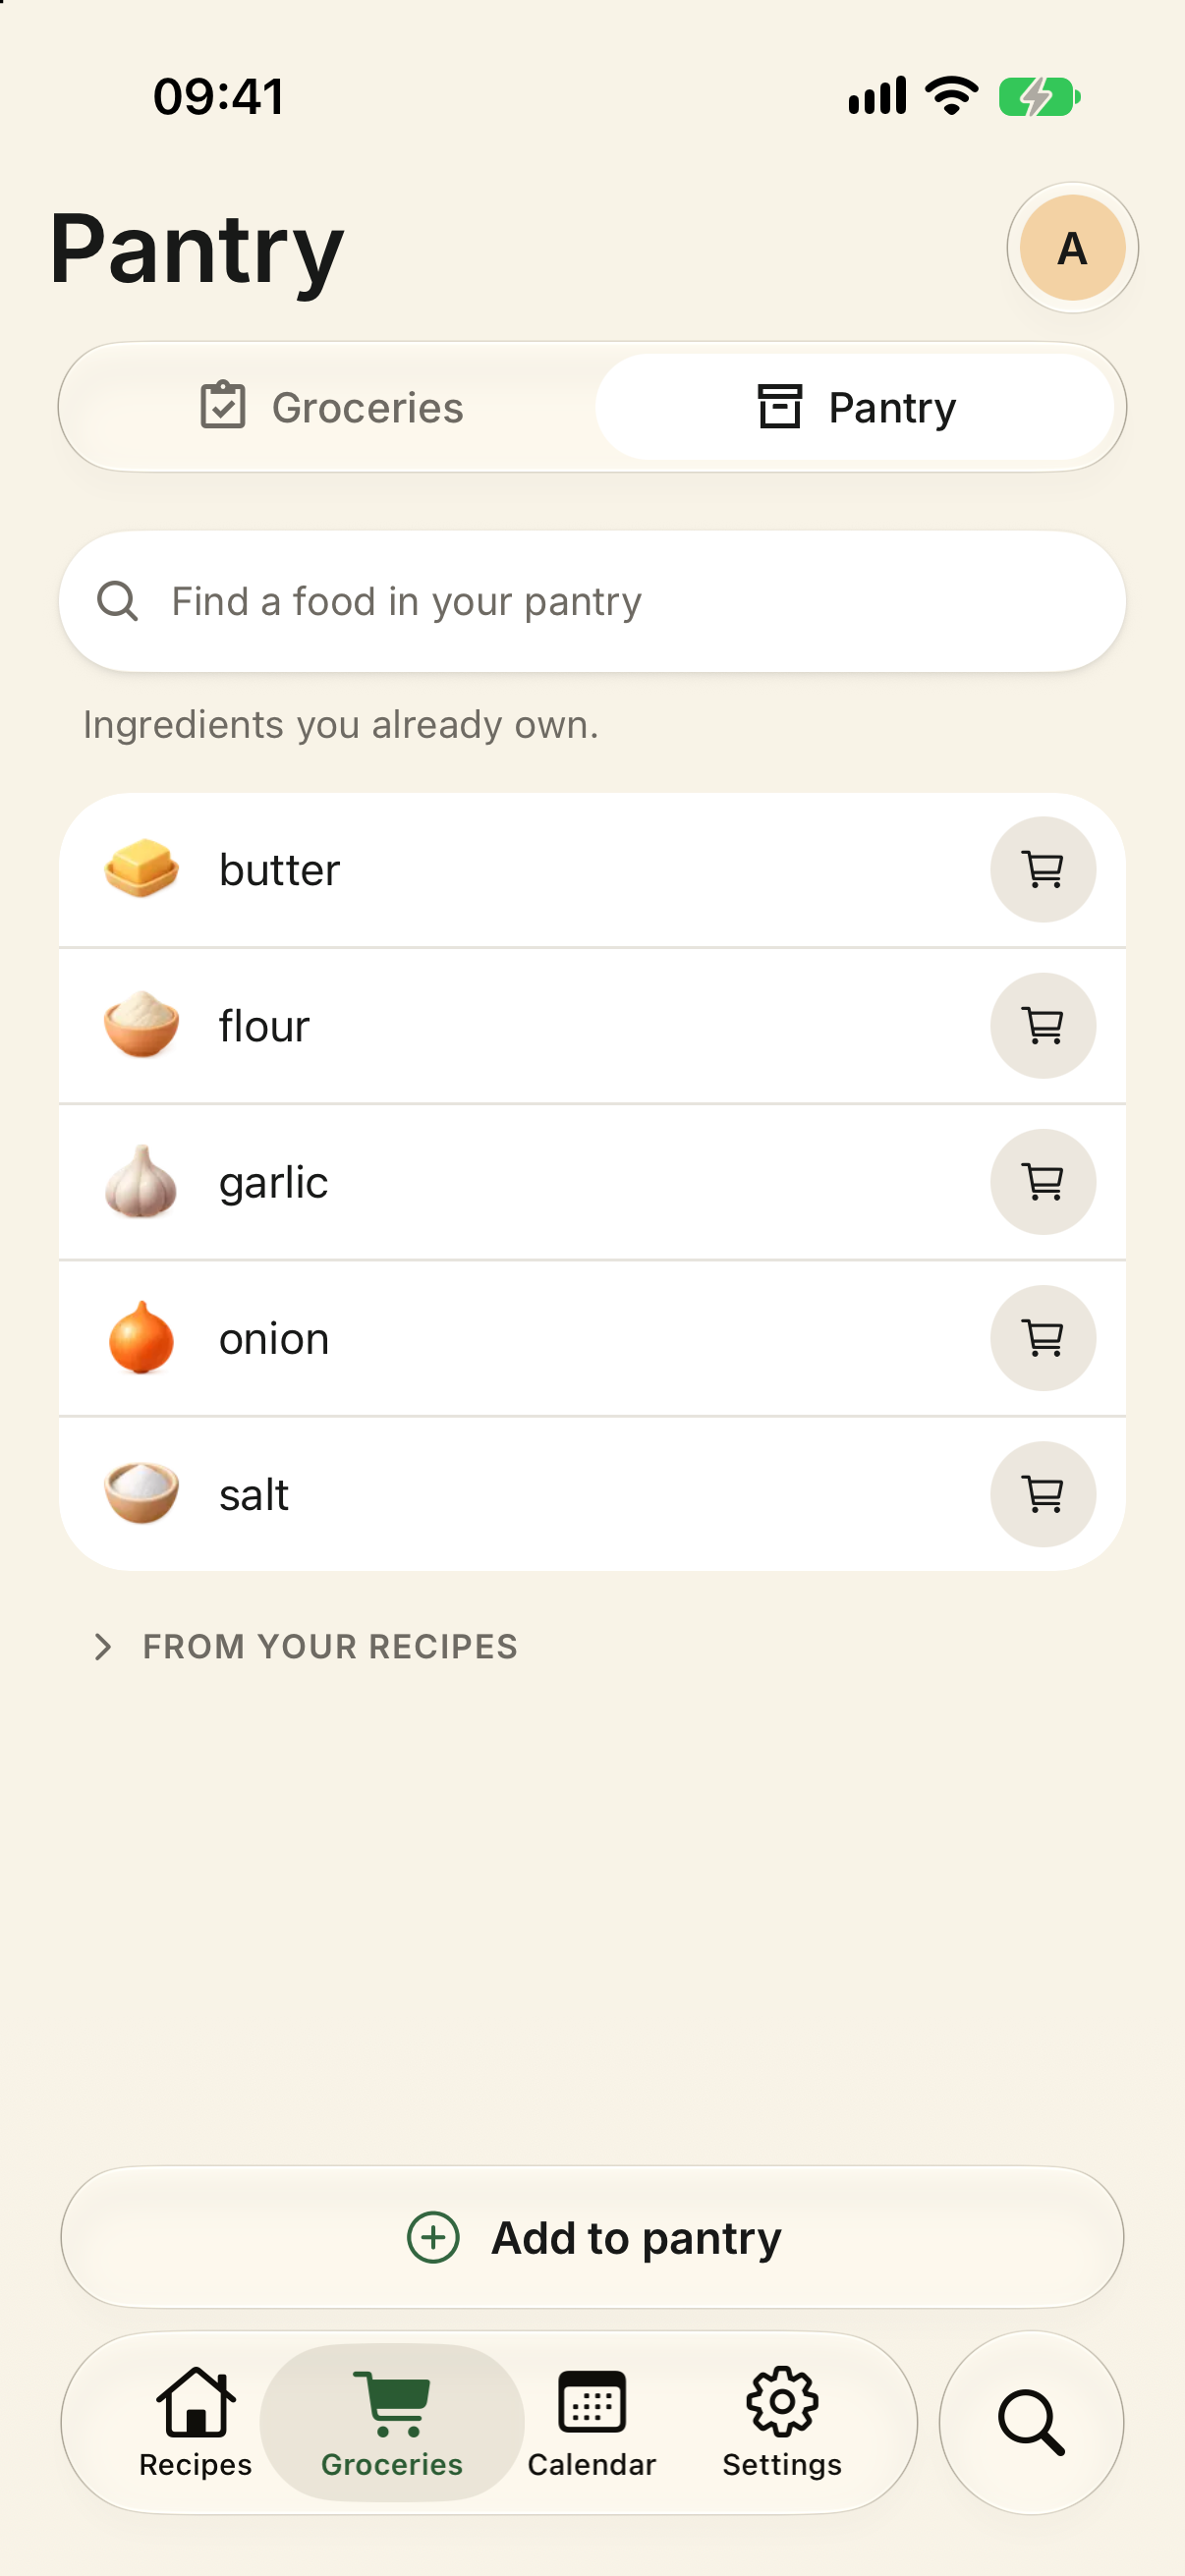 09:41
Pantry
A
Groceries
Pantry
Find a food in your pantry
Ingredients you already own.
butter
flour
garlic
onion
salt
FROM YOUR RECIPES
Add to pantry
Recipes
Groceries
Calendar
Settings